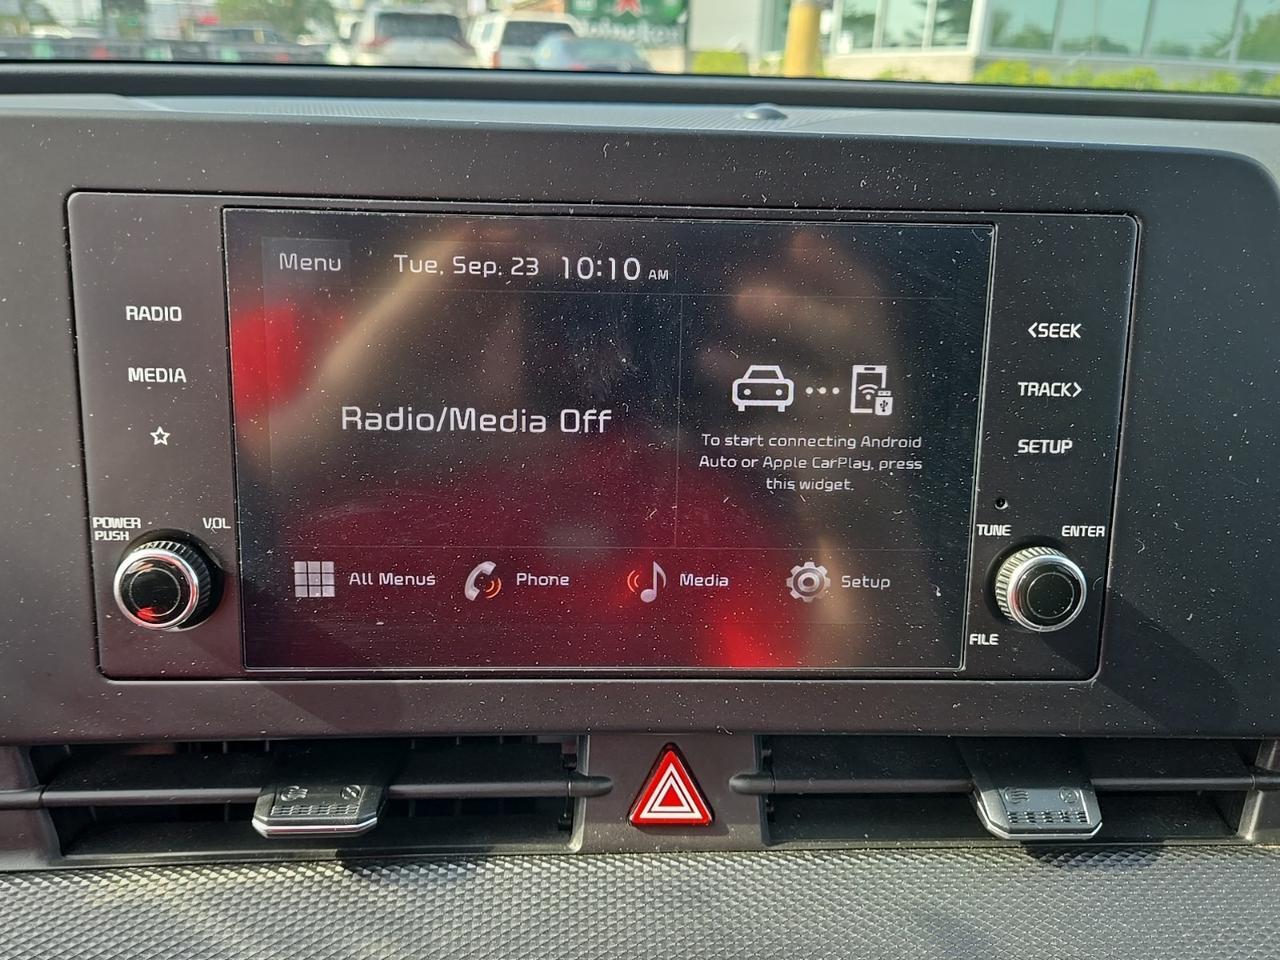 Menu
Tue, Sep. 23 10:10 AM
RADIO
MEDIA
POWER
PUSH
VOL
Radio/Media Off
To start connecting Android
Auto or Apple CarPlay, press
this widget.
All Menus
Phone
Media
Setup
<SEEK
TRACK>
SETUP
TUNE
ENTER
FILE